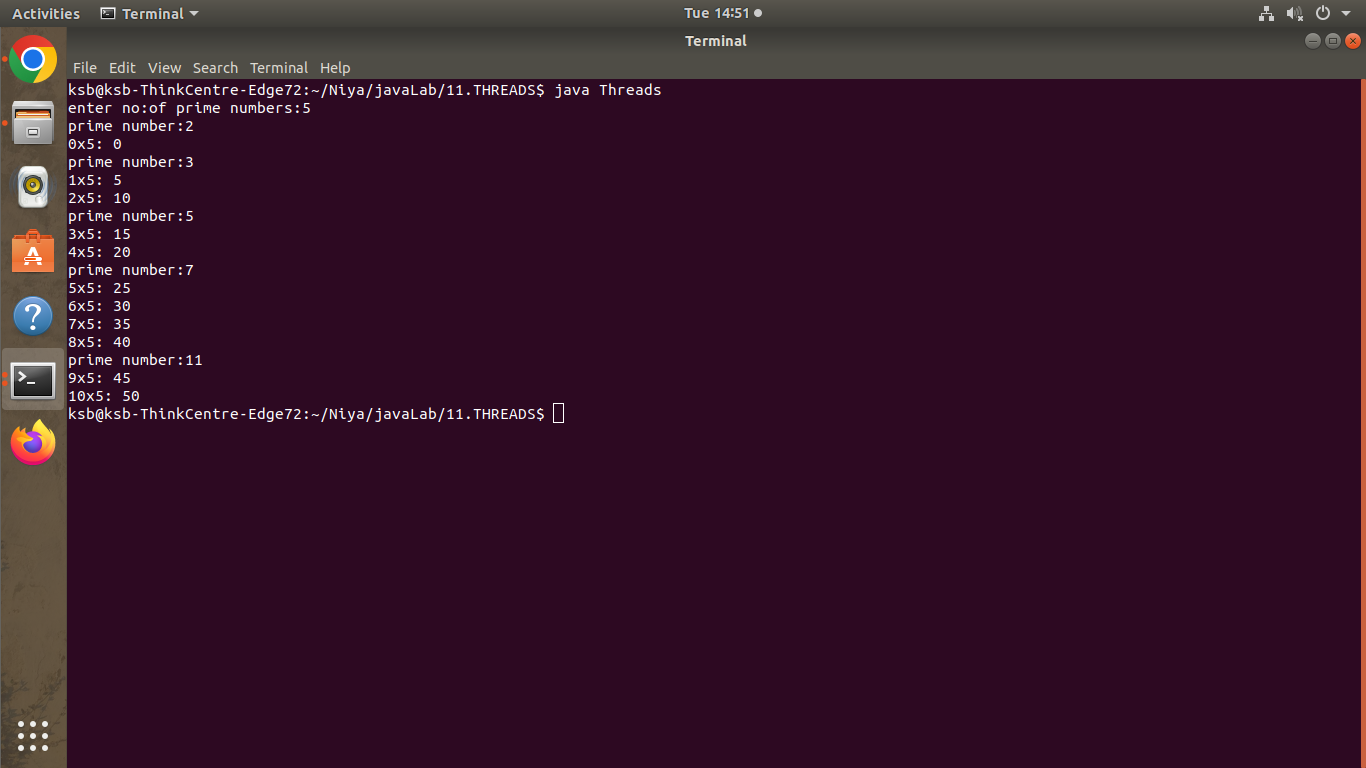 Activities Terminal Tue 14:51
Terminal
File Edit View Search Terminal Help
ksb@ksb-ThinkCentre-Edge72:~/Niya/javaLab/11.THREADS$ java Threads
enter no:of prime numbers:5
prime number:2
0x5: 0
prime number:3
1x5: 5
2x5: 10
prime number:5
3x5: 15
4x5: 20
prime number:7
5x5: 25
6x5: 30
7x5: 35
8x5: 40
prime number:11
9x5: 45
10x5: 50
ksb@ksb-ThinkCentre-Edge72:~/Niya/javaLab/11.THREADS$